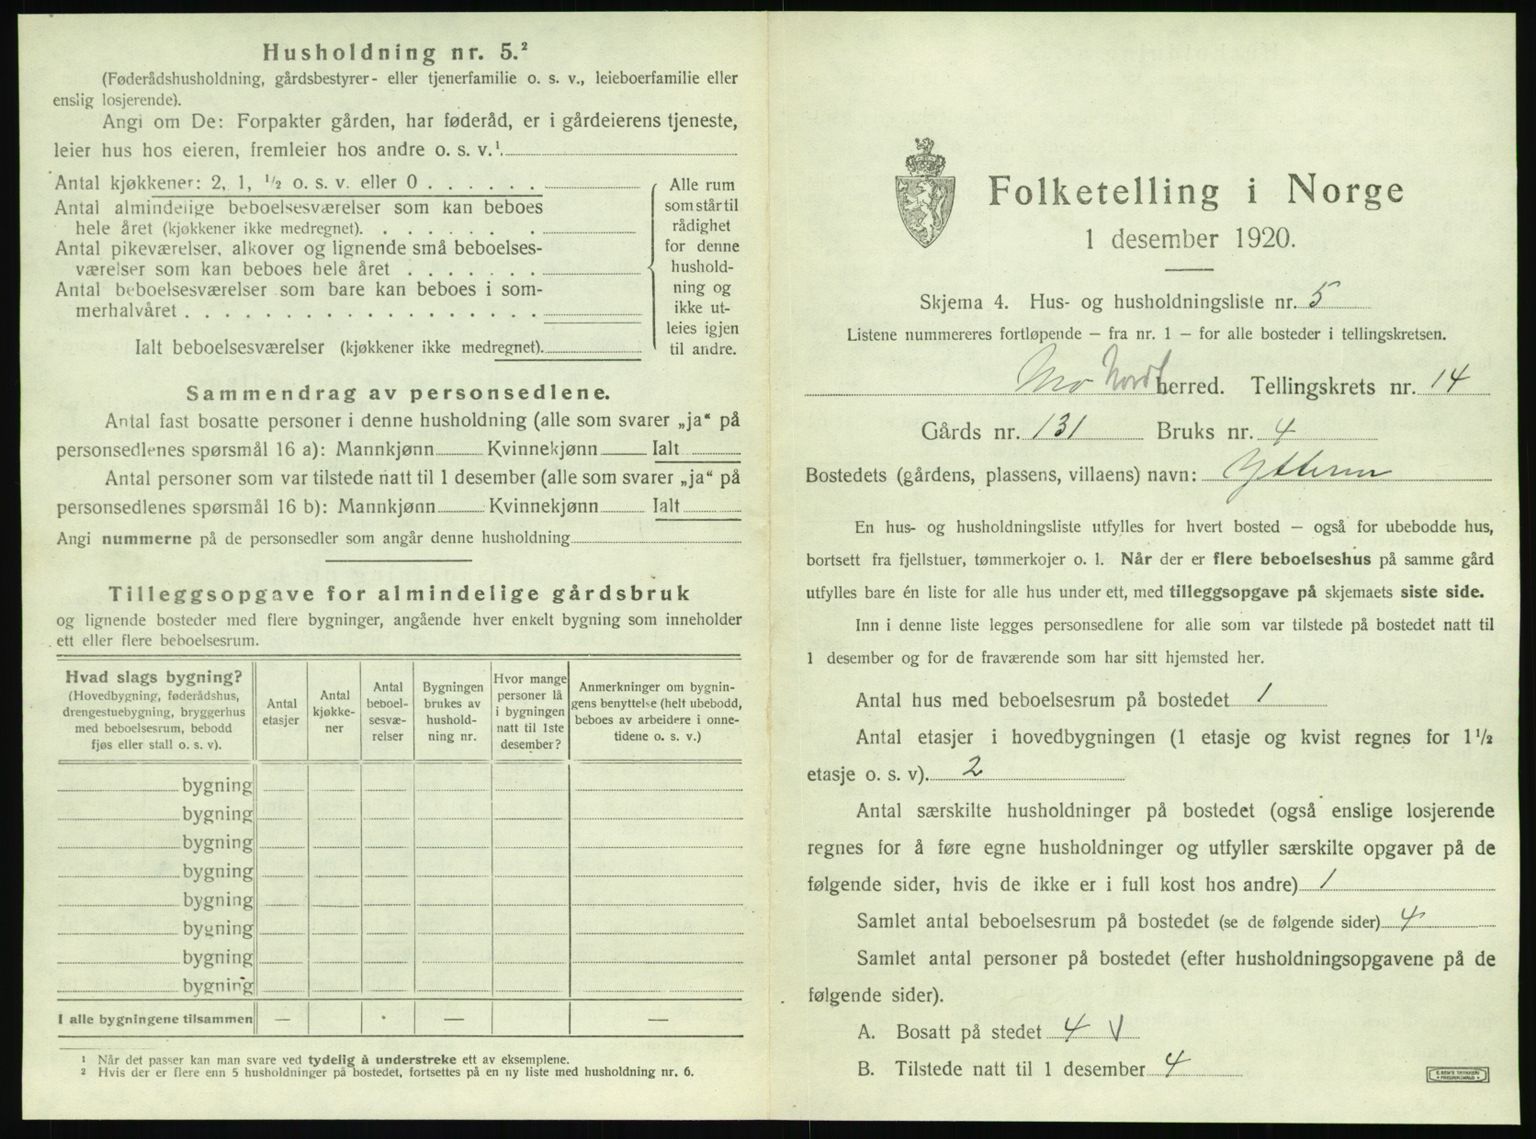 Husholdning nr. 5.²
(Føderådshusholdning, gårdsbestyrer- eller tjenerfamilie o. s. v., leieboerfamilie eller
enslig losjerende).
Angi om De: Forpakter gården, har føderåd, er i gårdeierens tjeneste,
leier hus hos eieren, fremleier hos andre o. s. v.¹
Antal kjøkkener: 2, 1, ½ o. s. v. eller 0
Antal almindelige beboelsesværelser som kan beboes
hele året (kjøkkener ikke medregnet).
Antal pikeværelser, alkover og lignende små beboelses-
værelser som kan beboes hele året
Antal beboelsesværelser som bare kan beboes i som-
merhalvåret
Ialt beboelsesværelser (kjøkkener ikke medregnet).
Alle rum
som står til
rådighet
for denne
hushold-
ning og
ikke ut-
leies igjen
til andre.
Sammendrag av personsedlene.
Antal fast bosatte personer i denne husholdning (alle som svarer „ja“ på
personsedlenes spørsmål 16 a): Mannkjønn Kvinnekjønn Ialt
Antal personer som var tilstede natt til 1 desember (alle som svarer „ja“ på
personsedlenes spørsmål 16 b): Mannkjønn Kvinnekjønn Ialt
Angi nummerne på de personsedler som angår denne husholdning
Tilleggsopgave for almindelige gårdsbruk
og lignende bosteder med flere bygninger, angående hver enkelt bygning som inneholder
ett eller flere beboelsesrum.
Hvad slags bygning?
(Hovedbygning, føderådshus,
drengestuebygning, bryggerhus
med beboelsesrum, bebodd
fjøs eller stall o. s. v).
Antal
etasjer
Antal
kjøkke-
ner
Antal
beboel-
sesvæ-
relser
Bygningen
brukes av
hushold-
ning nr.
Hvor mange
personer lå
i bygningen
natt til 1ste
desember?
Anmerkninger om bygnin-
gens benyttelse (helt ubebodd,
beboes av arbeidere i onne-
tidene o. s. v.)
bygning
bygning
bygning
bygning
bygning
bygning
bygning
bygning
I alle bygningene tilsammen — — —
¹ Når det passer kan man svare ved tydelig å understreke ett av eksemplene.
² Hvis der er flere enn 5 husholdninger på bostedet, fortsettes på en ny liste med husholdning nr. 6.
Folketelling i Norge
1 desember 1920.
Skjema 4. Hus- og husholdningsliste nr. 5
Listene nummereres fortløpende — fra nr. 1 — for alle bosteder i tellingskretsen.
Mo Nord herred. Tellingskrets nr. 14
Gårds nr. 131 Bruks nr. 4
Bostedets (gårdens, plassens, villaens) navn: Ytteren
En hus- og husholdningsliste utfylles for hvert bosted — også for ubebodde hus,
bortsett fra fjellstuer, tømmerkojer o. l. Når der er flere beboelseshus på samme gård
utfylles bare én liste for alle hus under ett, med tilleggsopgave på skjemaets siste side.
Inn i denne liste legges personsedlene for alle som var tilstede på bostedet natt til
1 desember og for de fraværende som har sitt hjemsted her.
Antal hus med beboelsesrum på bostedet 1
Antal etasjer i hovedbygningen (1 etasje og kvist regnes for 1½
etasje o. s. v). 2
Antal særskilte husholdninger på bostedet (også enslige losjerende
regnes for å føre egne husholdninger og utfyller særskilte opgaver på de
følgende sider, hvis de ikke er i full kost hos andre) 1
Samlet antal beboelsesrum på bostedet (se de følgende sider) 4
Samlet antal personer på bostedet (efter husholdningsopgavene på de
følgende sider).
A. Bosatt på stedet 4 √
B. Tilstede natt til 1 desember 4